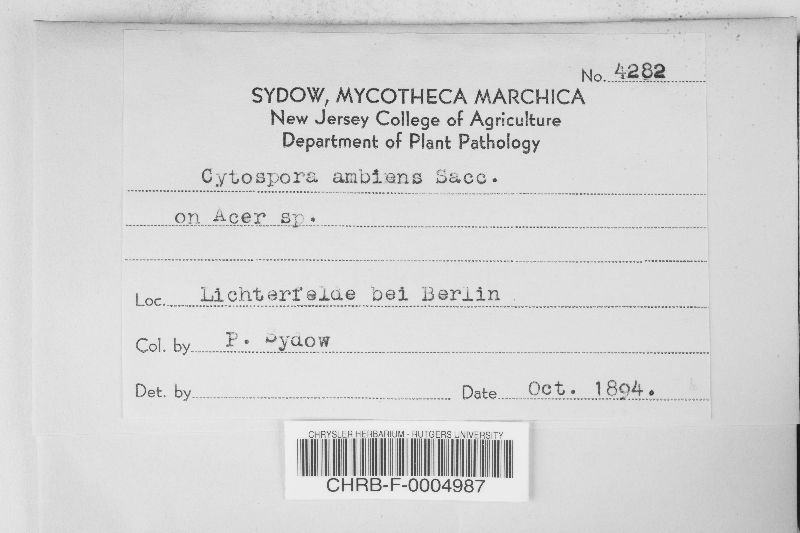 No. 4282
SYDOW, MYCOTHECA MARCHICA
New Jersey College of Agriculture
Department of Plant Pathology
Cytospora ambiens Sacc.
on Acer sp.
Loc. Lichterfelde bei Berlin
Col. by P. Sydow
Det. by
Date Oct. 1894.
CHRYSLER HERBARIUM - RUTGERS UNIVERSITY
CHRB-F-0004987